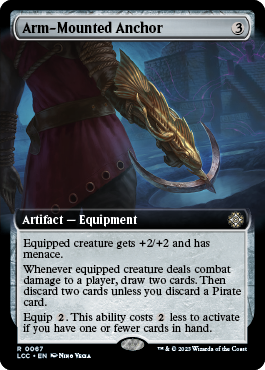 Arm-Mounted Anchor 3
Artifact — Equipment
Equipped creature gets +2/+2 and has
menace.
Whenever equipped creature deals combat
damage to a player, draw two cards. Then
discard two cards unless you discard a Pirate
card.
Equip 2. This ability costs 2 less to activate
if you have one or fewer cards in hand.
R 0067
LCC • EN Nino Vecia
™ & © 2023 Wizards of the Coast